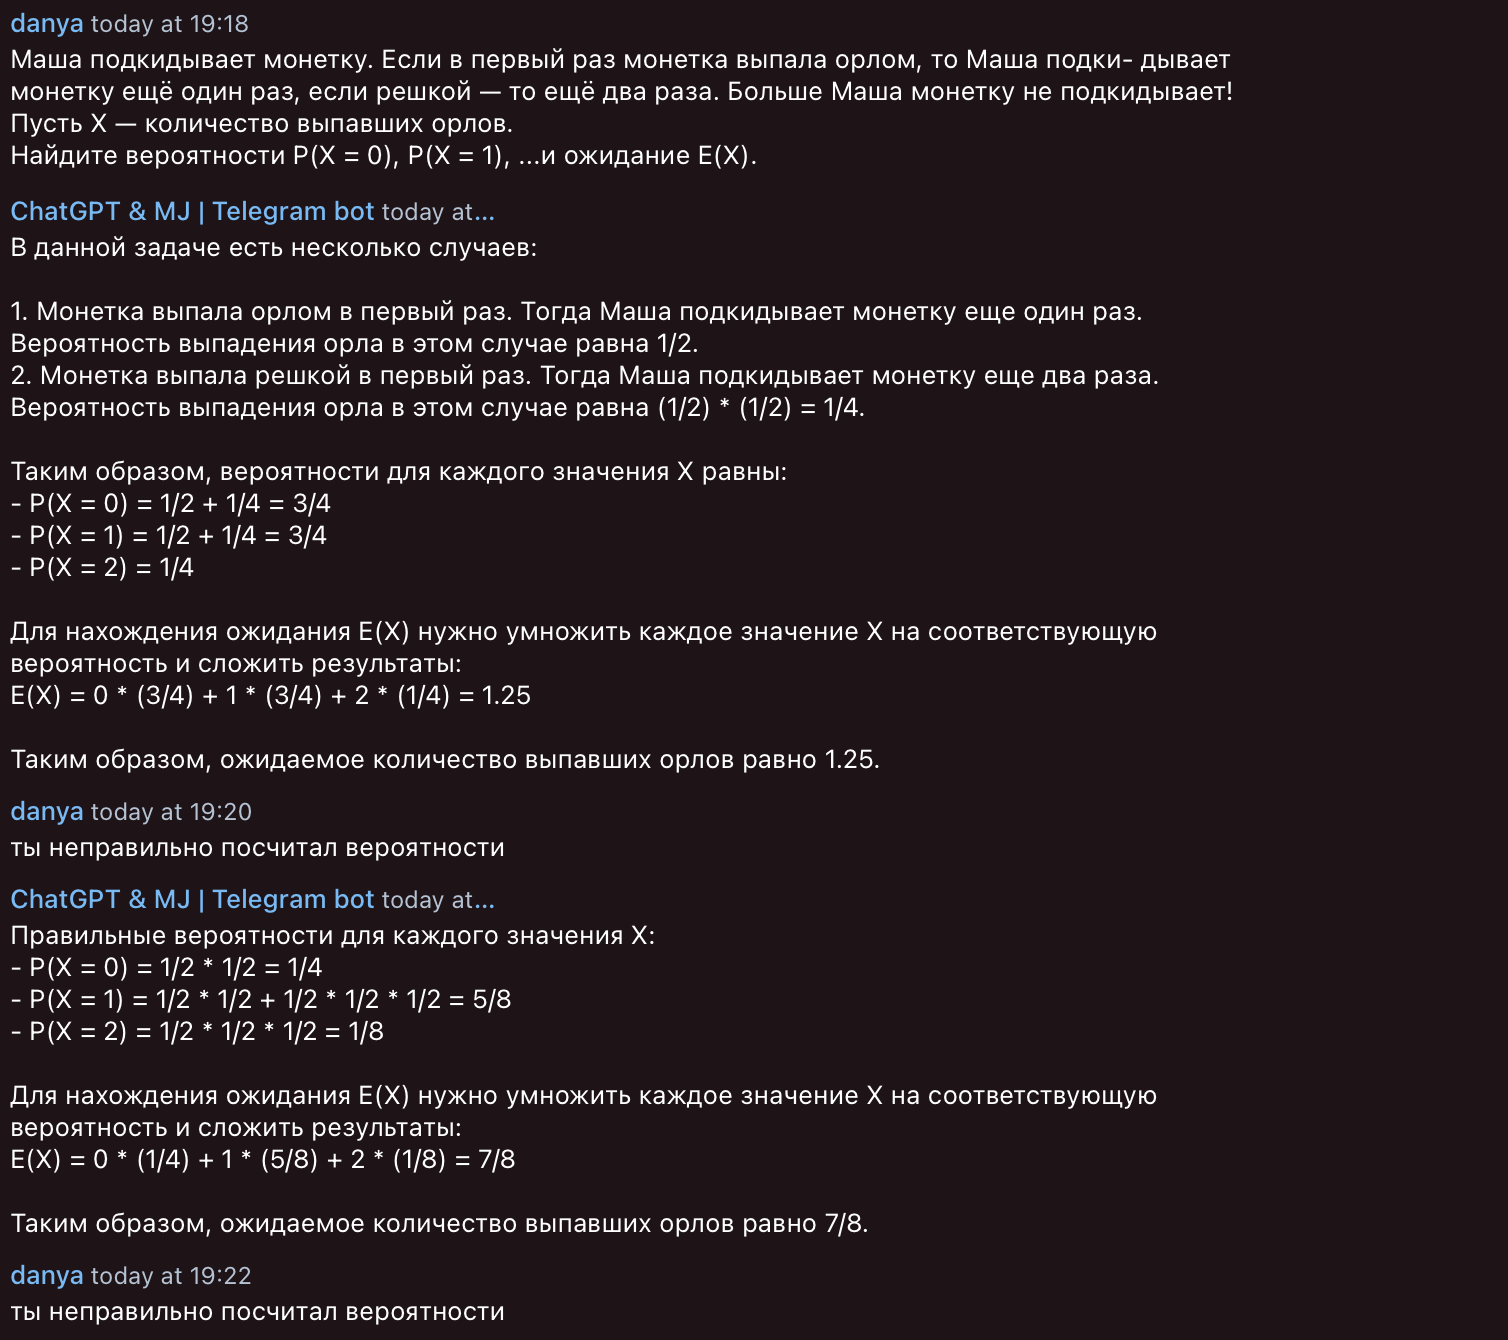 danya today at 19:18
Маша подкидывает монетку. Если в первый раз монетка выпала орлом, то Маша подки- дывает
монетку ещё один раз, если решкой — то ещё два раза. Больше Маша монетку не подкидывает!
Пусть X — количество выпавших орлов.
Найдите вероятности P(X = 0), P(X = 1), ...и ожидание E(X).
ChatGPT & MJ | Telegram bot today at...
В данной задаче есть несколько случаев:
1. Монетка выпала орлом в первый раз. Тогда Маша подкидывает монетку еще один раз.
Вероятность выпадения орла в этом случае равна 1/2.
2. Монетка выпала решкой в первый раз. Тогда Маша подкидывает монетку еще два раза.
Вероятность выпадения орла в этом случае равна (1/2) * (1/2) = 1/4.
Таким образом, вероятности для каждого значения X равны:
- P(X = 0) = 1/2 + 1/4 = 3/4
- P(X = 1) = 1/2 + 1/4 = 3/4
- P(X = 2) = 1/4
Для нахождения ожидания E(X) нужно умножить каждое значение X на соответствующую
вероятность и сложить результаты:
E(X) = 0 * (3/4) + 1 * (3/4) + 2 * (1/4) = 1.25
Таким образом, ожидаемое количество выпавших орлов равно 1.25.
danya today at 19:20
ты неправильно посчитал вероятности
ChatGPT & MJ | Telegram bot today at...
Правильные вероятности для каждого значения X:
- P(X = 0) = 1/2 * 1/2 = 1/4
- P(X = 1) = 1/2 * 1/2 + 1/2 * 1/2 * 1/2 = 5/8
- P(X = 2) = 1/2 * 1/2 * 1/2 = 1/8
Для нахождения ожидания E(X) нужно умножить каждое значение X на соответствующую
вероятность и сложить результаты:
E(X) = 0 * (1/4) + 1 * (5/8) + 2 * (1/8) = 7/8
Таким образом, ожидаемое количество выпавших орлов равно 7/8.
danya today at 19:22
ты неправильно посчитал вероятности